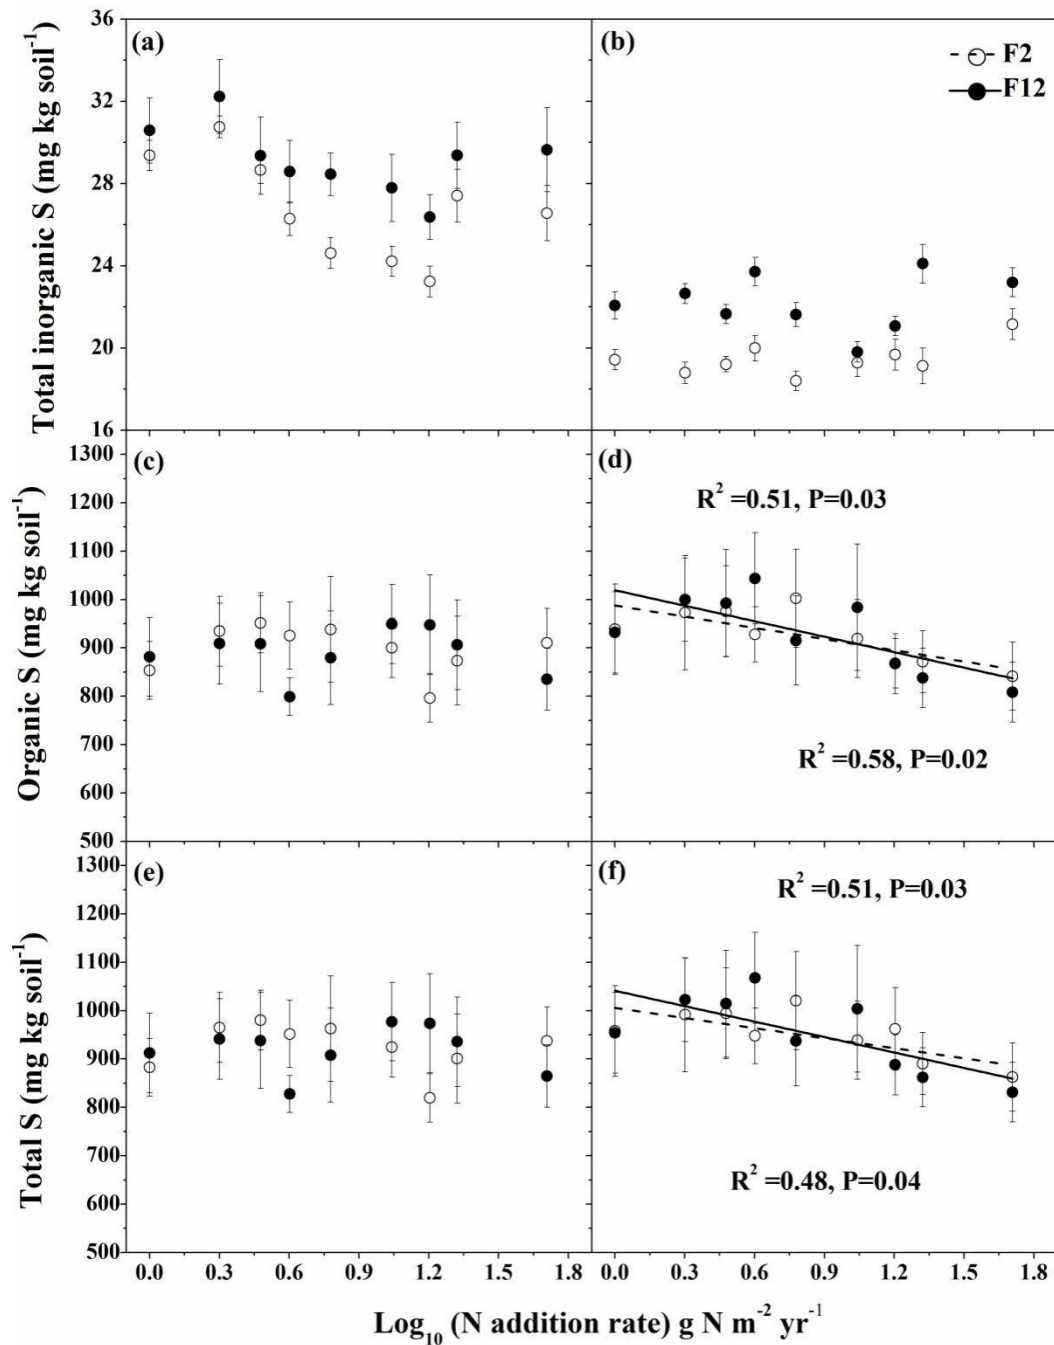 (a)
(b)
F2
F12
36
32
28
24
20
16
Total inorganic S (mg kg soil⁻¹)
(c)
(d)
R² =0.51, P=0.03
R² =0.58, P=0.02
1300
1200
1100
1000
900
800
700
600
500
Organic S (mg kg soil⁻¹)
(e)
(f)
R² =0.51, P=0.03
R² =0.48, P=0.04
1300
1200
1100
1000
900
800
700
600
500
Total S (mg kg soil⁻¹)
0.0 0.3 0.6 0.9 1.2 1.5 1.8
0.0 0.3 0.6 0.9 1.2 1.5 1.8
Log₁₀ (N addition rate) g N m⁻² yr⁻¹